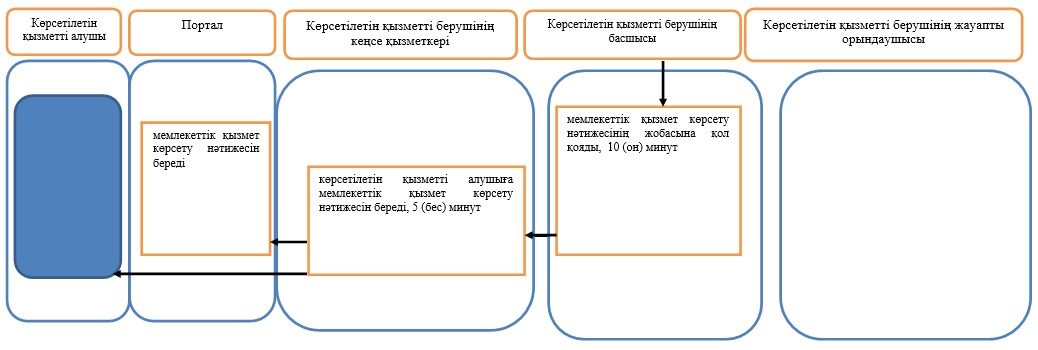 Көрсетілетін
қызметті алушы
Портал
Көрсетілетін қызметті берушінің
кеңсе қызметкері
Көрсетілетін қызметті берушінің
басшысы
Көрсетілетін қызметті берушінің жауапты
орындаушысы
мемлекеттік қызмет
көрсету нәтижесін
береді
көрсетілетін қызметті алушыға
мемлекеттік қызмет көрсету
нәтижесін береді, 5 (бес) минут
мемлекеттік қызмет көрсету
нәтижесінің жобасына қол
қояды, 10 (он) минут